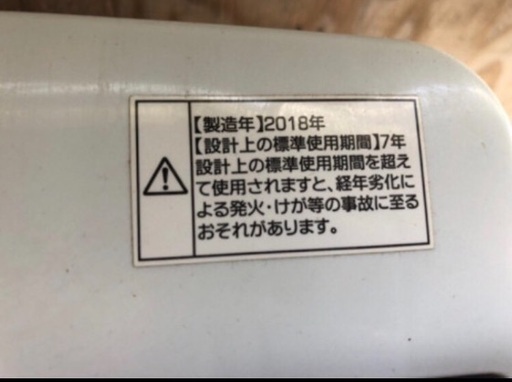 【製造年】2018年
【設計上の標準使用期間】7年
設計上の標準使用期間を超え
て使用されますと、経年劣化に
よる発火・けが等の事故に至る
おそれがあります。